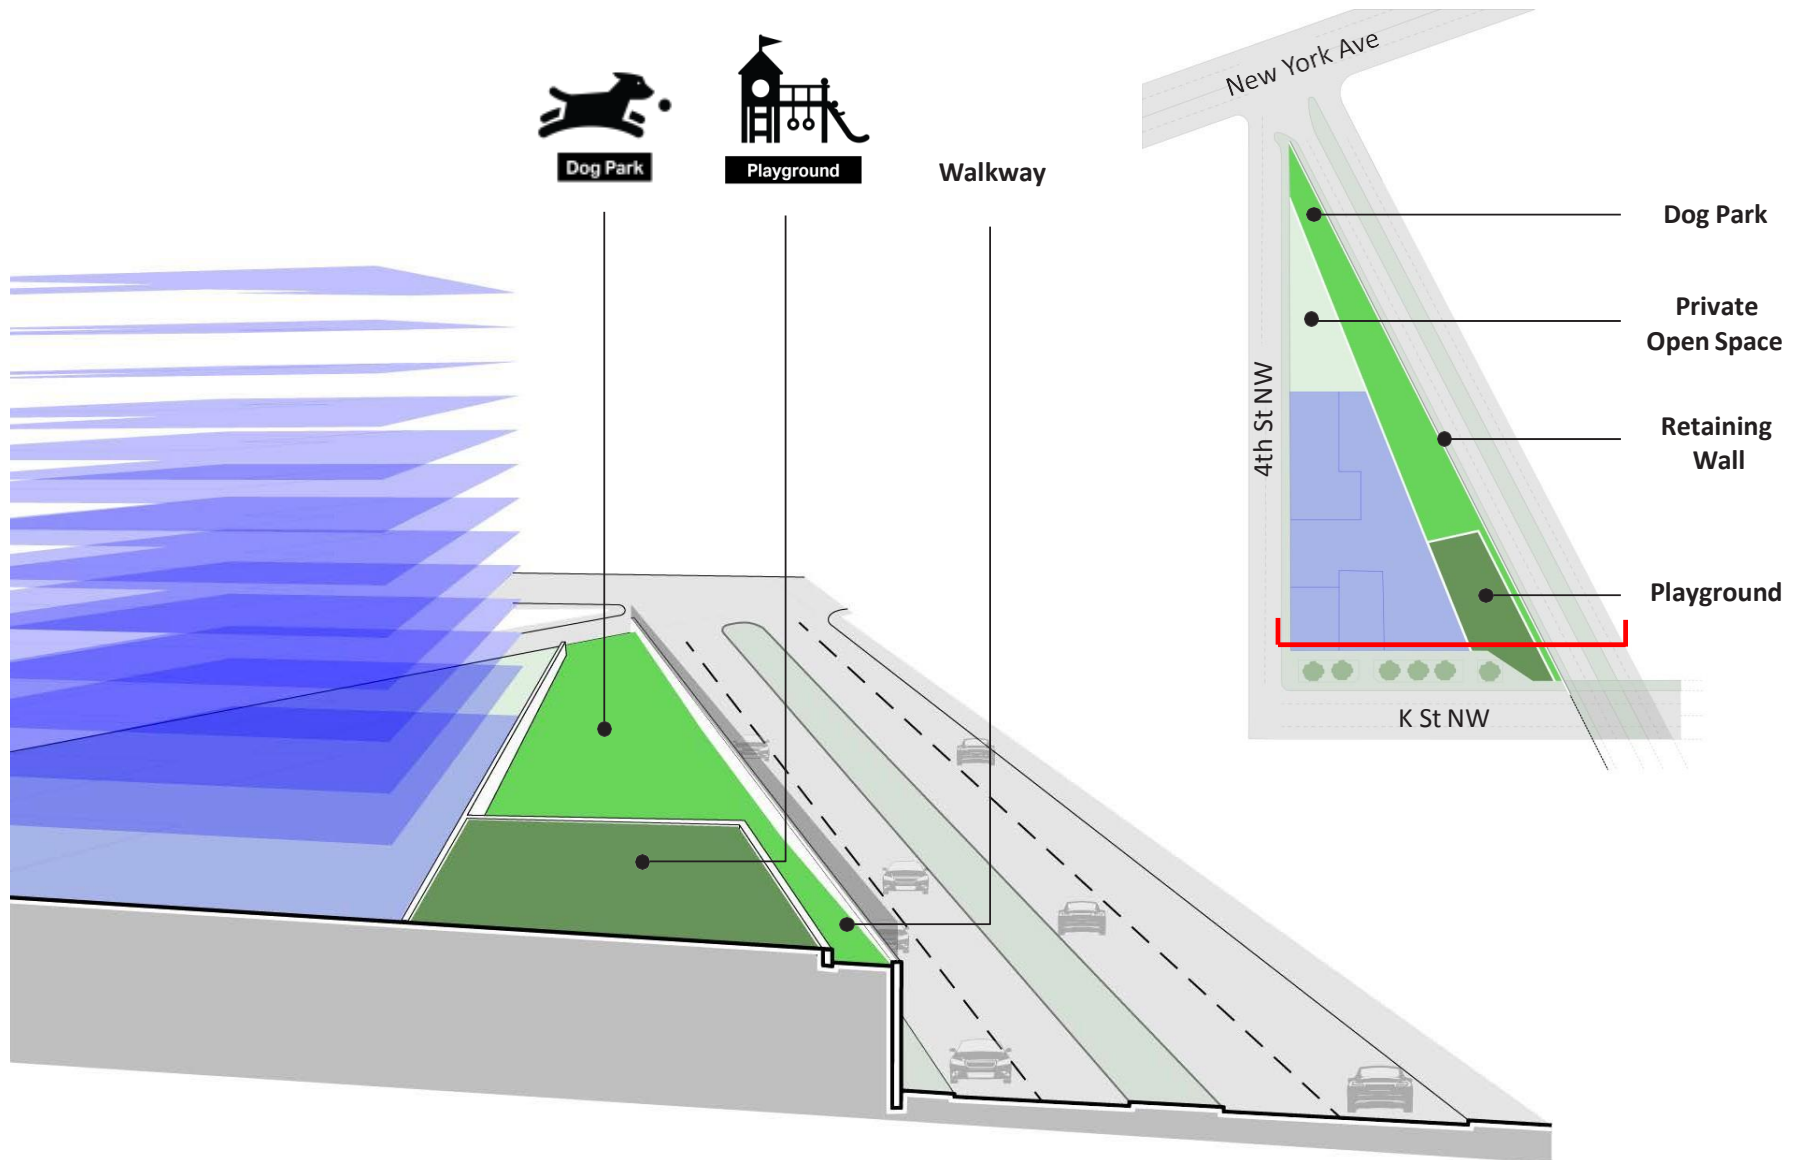 Dog Park
Playground
Walkway
New York Ave
Dog Park
Private
Open Space
4th St NW
Retaining
Wall
Playground
K St NW